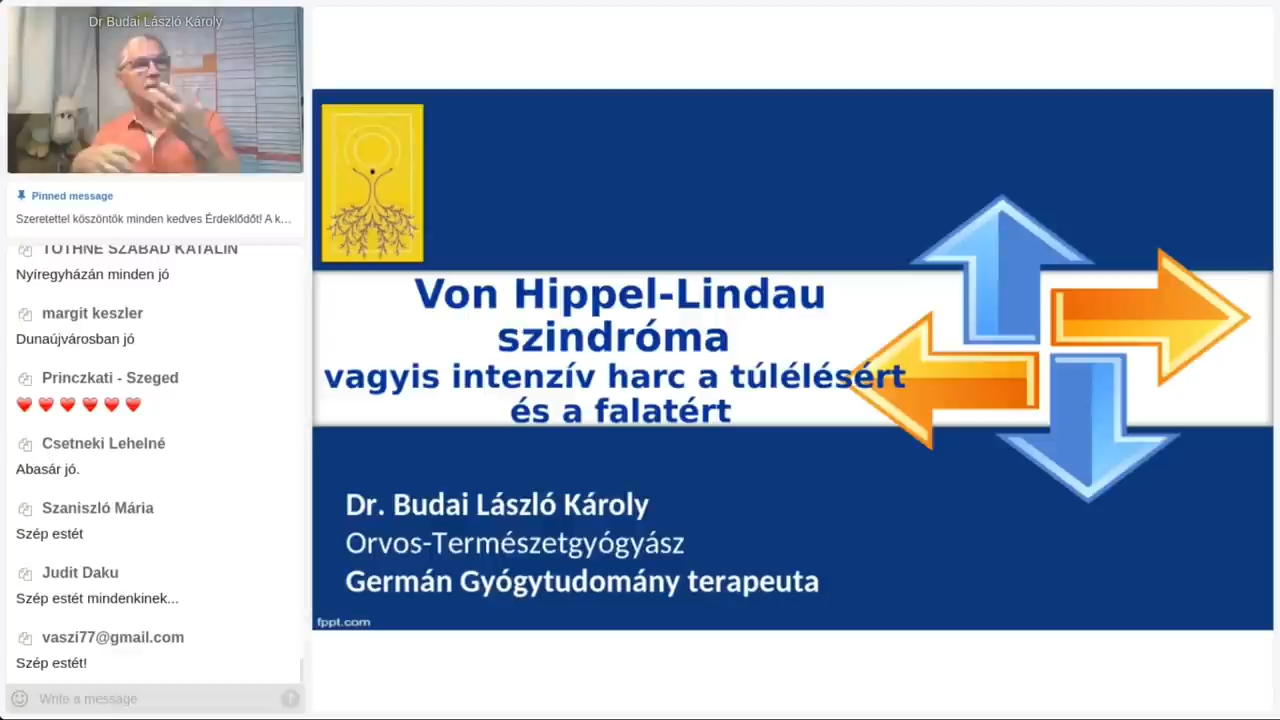 Dr Budai László Károly
Pinned message
Szeretettel köszöntök minden kedves Érdeklődőt! A k…
TÓTHNÉ SZABAD KATALIN
Nyíregyházán minden jó
margit keszler
Dunaújvárosban jó
Princzkati - Szeged
Csetneki Lehelné
Abasár jó.
Szaniszló Mária
Szép estét
Judit Daku
Szép estét mindenkinek...
vaszi77@gmail.com
Szép estét!
Write a message
Von Hippel-Lindau
szindróma
vagyis intenzív harc a túlélésért
és a falatért
Dr. Budai László Károly
Orvos-Természetgyógyász
Germán Gyógytudomány terapeuta
fppt.com